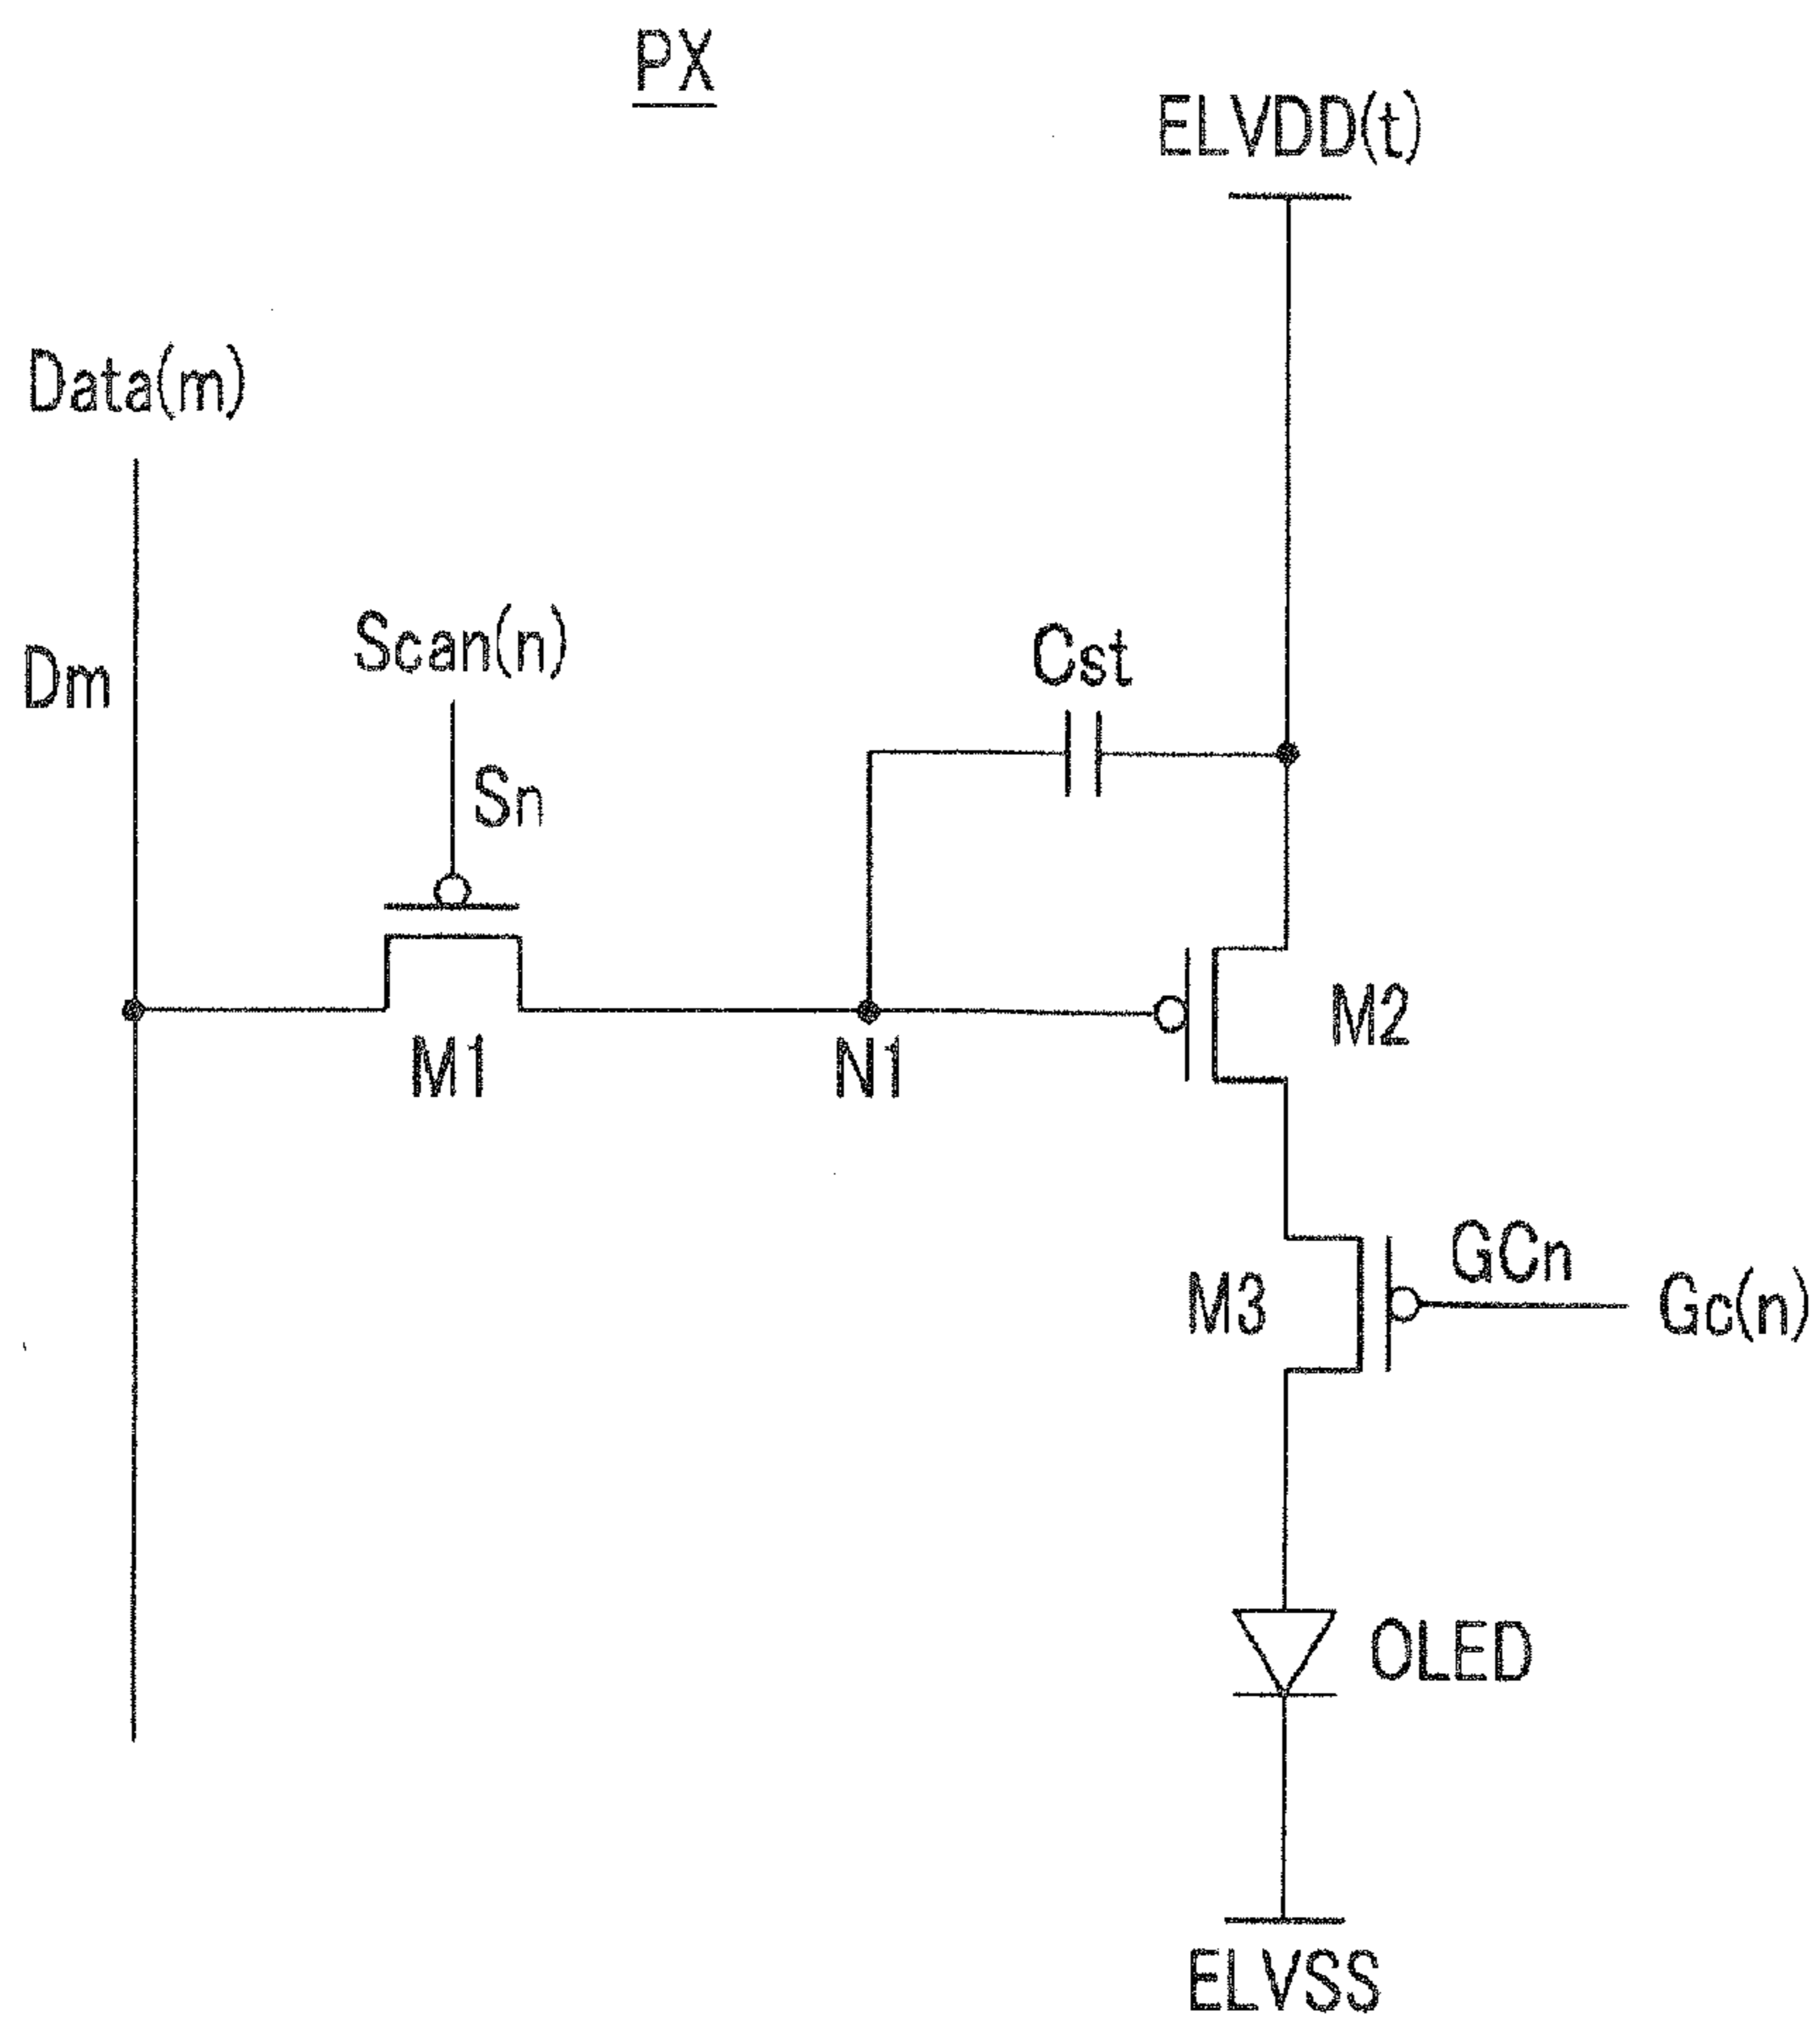 PX
ELVDD(t)
Data(m)
Dm
Scan(n)
Sn
Cst
M1
N1
M2
M3
GCn
Gc(n)
OLED
ELVSS